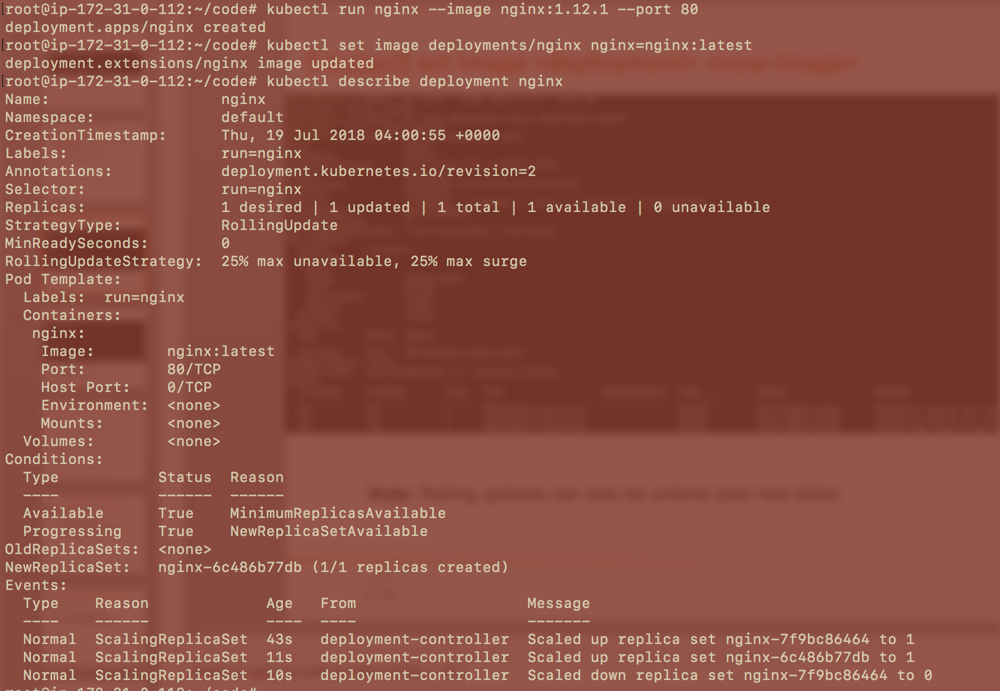 [root@ip-172-31-0-112:~/code# kubectl run nginx --image nginx:1.12.1 --port 80
deployment.apps/nginx created
[root@ip-172-31-0-112:~/code# kubectl set image deployments/nginx nginx=nginx:latest
deployment.extensions/nginx image updated
[root@ip-172-31-0-112:~/code# kubectl describe deployment nginx
Name:                   nginx
Namespace:              default
CreationTimestamp:      Thu, 19 Jul 2018 04:00:55 +0000
Labels:                 run=nginx
Annotations:            deployment.kubernetes.io/revision=2
Selector:               run=nginx
Replicas:               1 desired | 1 updated | 1 total | 1 available | 0 unavailable
StrategyType:           RollingUpdate
MinReadySeconds:        0
RollingUpdateStrategy:  25% max unavailable, 25% max surge
Pod Template:
  Labels:  run=nginx
  Containers:
   nginx:
    Image:        nginx:latest
    Port:         80/TCP
    Host Port:    0/TCP
    Environment:  <none>
    Mounts:       <none>
  Volumes:        <none>
Conditions:
  Type           Status  Reason
  ----           ------  ------
  Available      True    MinimumReplicasAvailable
  Progressing    True    NewReplicaSetAvailable
OldReplicaSets:  <none>
NewReplicaSet:   nginx-6c486b77db (1/1 replicas created)
Events:
  Type    Reason             Age   From                   Message
  ----    ------             ----  ----                   -------
  Normal  ScalingReplicaSet  43s   deployment-controller  Scaled up replica set nginx-7f9bc86464 to 1
  Normal  ScalingReplicaSet  11s   deployment-controller  Scaled up replica set nginx-6c486b77db to 1
  Normal  ScalingReplicaSet  10s   deployment-controller  Scaled down replica set nginx-7f9bc86464 to 0
root@ip-172-31-0-112:~/code#